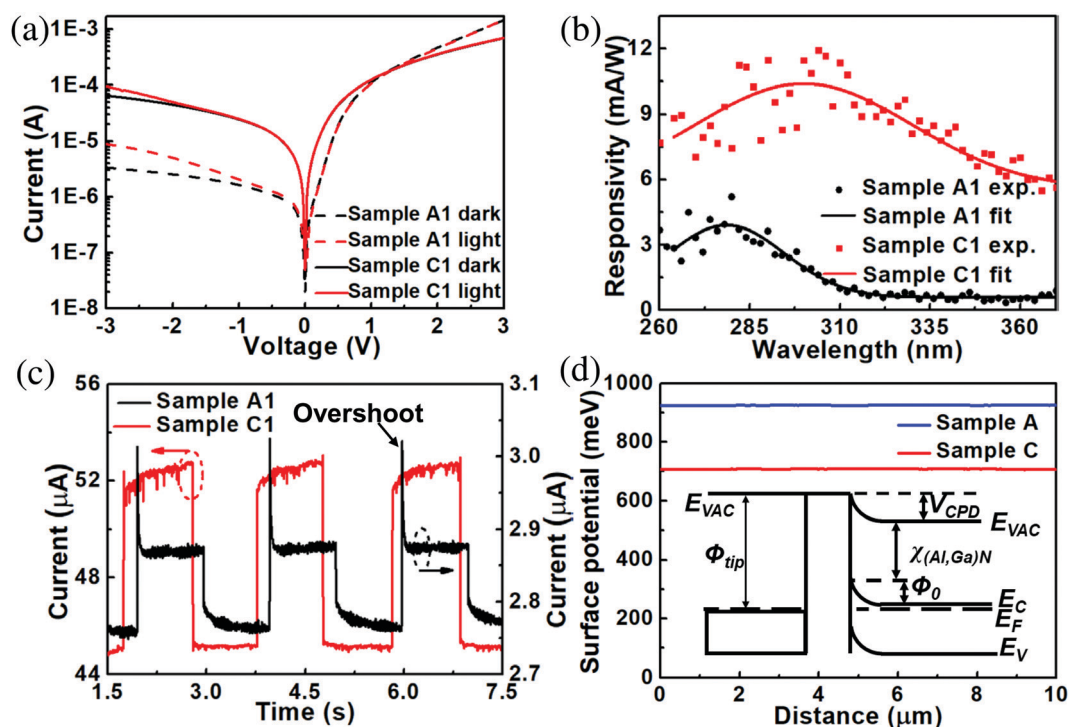 (a)
1E-3
1E-4
1E-5
1E-6
1E-7
1E-8
Current (A)
Sample A1 dark
Sample A1 light
Sample C1 dark
Sample C1 light
-3 -2 -1 0 1 2 3
Voltage (V)
(b)
12
9
6
3
0
Responsivity (mA/W)
Sample A1 exp.
Sample A1 fit
Sample C1 exp.
Sample C1 fit
260 285 310 335 360
Wavelength (nm)
(c)
56
52
48
44
Current (μA)
Sample A1
Sample C1
Overshoot
3.1
3.0
2.9
2.8
2.7
Current (μA)
1.5 3.0 4.5 6.0 7.5
Time (s)
(d)
1000
800
600
400
200
0
Surface potential (meV)
Sample A
Sample C
E_VAC
V_CPD
E_VAC
Φ_tip
χ_(Al,Ga)N
Φ_0
E_C
E_F
E_V
0 2 4 6 8 10
Distance (μm)